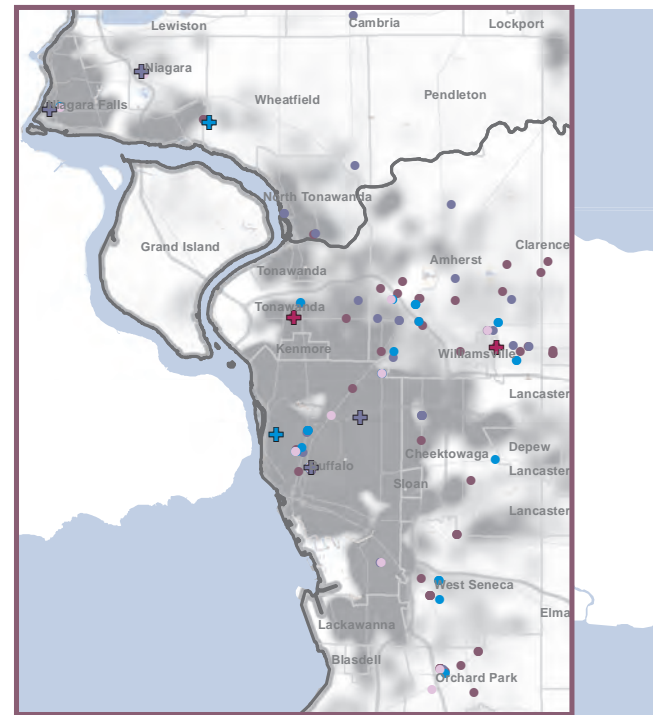 Lewiston
Cambria
Lockport
Niagara
Niagara Falls
Wheatfield
Pendleton
North Tonawanda
Grand Island
Clarence
Amherst
Tonawanda
Tonawanda
Kenmore
Williamsville
Lancaster
Depew
Cheektowaga
Buffalo
Lancaster
Sloan
Lancaster
West Seneca
Elma
Lackawanna
Blasdell
Orchard Park